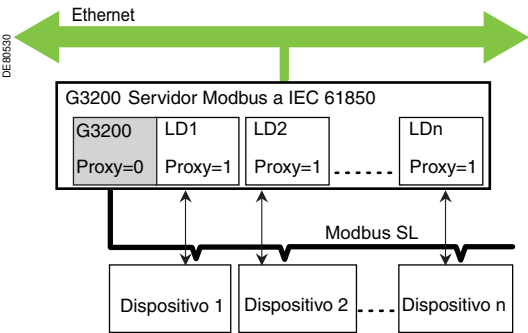 Ethernet
DE80530
G3200 Servidor Modbus a IEC 61850
G3200 LD1 LD2 LDn
Proxy=0 Proxy=1 Proxy=1 Proxy=1
Modbus SL
Dispositivo 1 Dispositivo 2 Dispositivo n